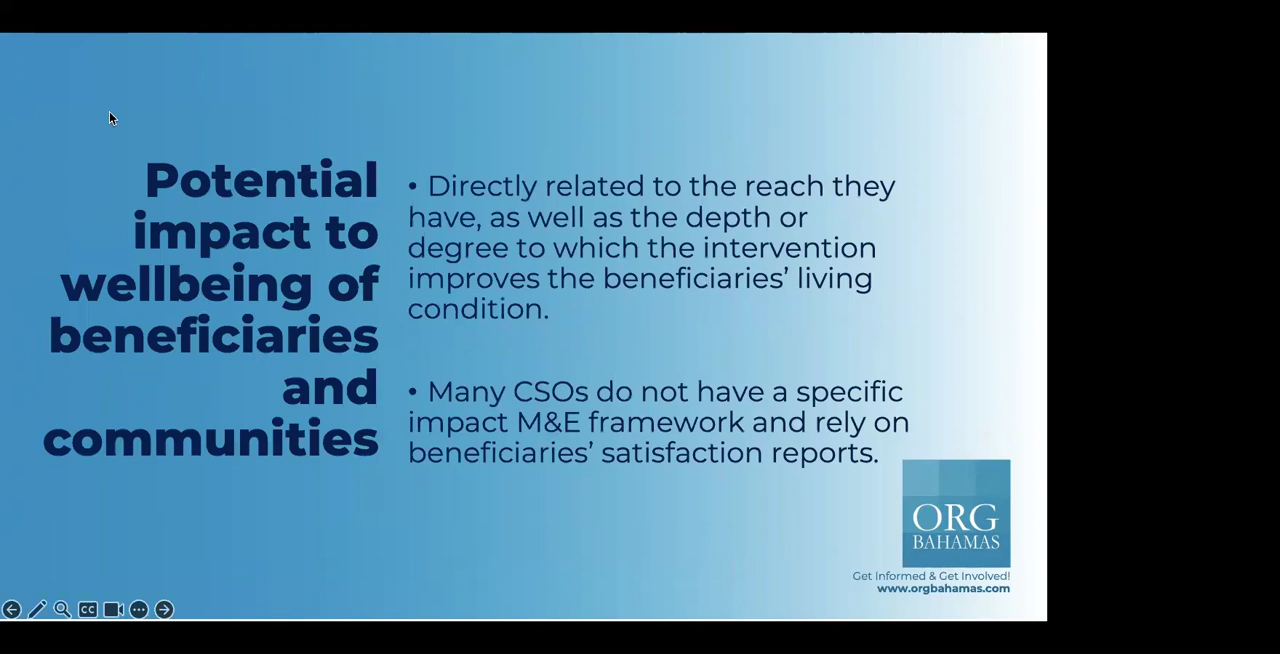 Potential
impact to
wellbeing of
beneficiaries
and
communities
• Directly related to the reach they
have, as well as the depth or
degree to which the intervention
improves the beneficiaries’ living
condition.
• Many CSOs do not have a specific
impact M&E framework and rely on
beneficiaries’ satisfaction reports.
ORG
BAHAMAS
Get Informed & Get Involved!
www.orgbahamas.com
CC